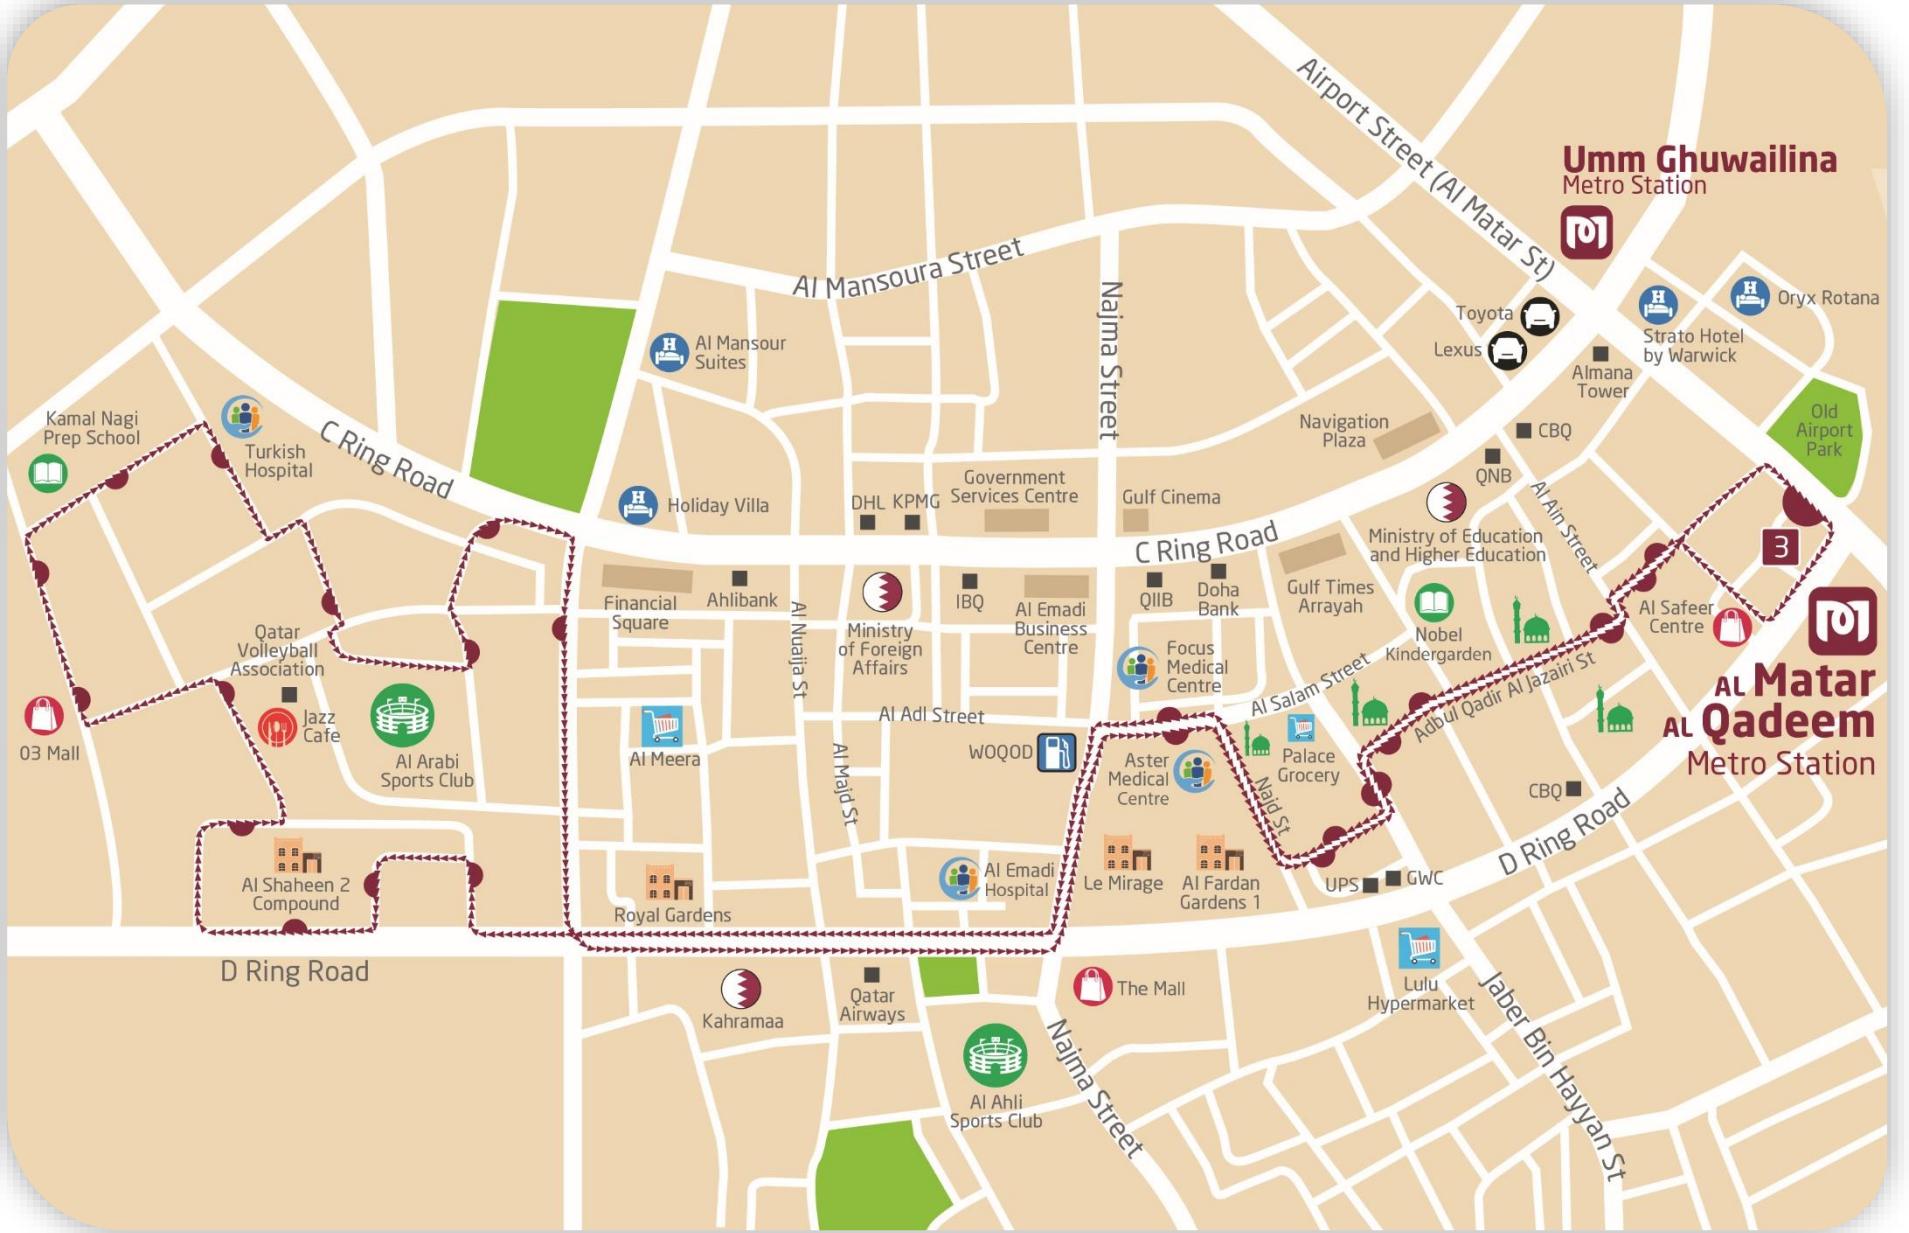 Airport Street (Al Matar St)
Umm Ghuwailina
Metro Station
Al Mansoura Street
Najma Street
Toyota
Lexus
H
Strato Hotel
by Warwick
H
Oryx Rotana
Almana
Tower
H
Al Mansour
Suites
Kamal Nagi
Prep School
Turkish
Hospital
C Ring Road
Navigation
Plaza
CBQ
Old
Airport
Park
QNB
H
Holiday Villa
DHL
KPMG
Government
Services Centre
Gulf Cinema
C Ring Road
Al Ain Street
Ministry of Education
and Higher Education
3
Financial
Square
Ahlibank
Al Nuaija St
Ministry
of Foreign
Affairs
IBQ
Al Emadi
Business
Centre
QIIB
Doha
Bank
Gulf Times
Arrayah
Nobel
Kindergarden
Al Safeer
Centre
Al Matar
Al Qadeem
Metro Station
Qatar
Volleyball
Association
Jazz
Cafe
03 Mall
Al Arabi
Sports Club
Al Meera
Al Adl Street
Al Majd St
WOQOD
Focus
Medical
Centre
Al Salam Street
Adbul Qadir Al Jazairi St
Aster
Medical
Centre
Palace
Grocery
Najd St
CBQ
D Ring Road
Al Shaheen 2
Compound
Royal Gardens
Al Emadi
Hospital
Le Mirage
Al Fardan
Gardens 1
UPS
GWC
D Ring Road
Kahramaa
Qatar
Airways
The Mall
Lulu
Hypermarket
Jaber Bin Hayyan St
Al Ahli
Sports Club
Najma Street